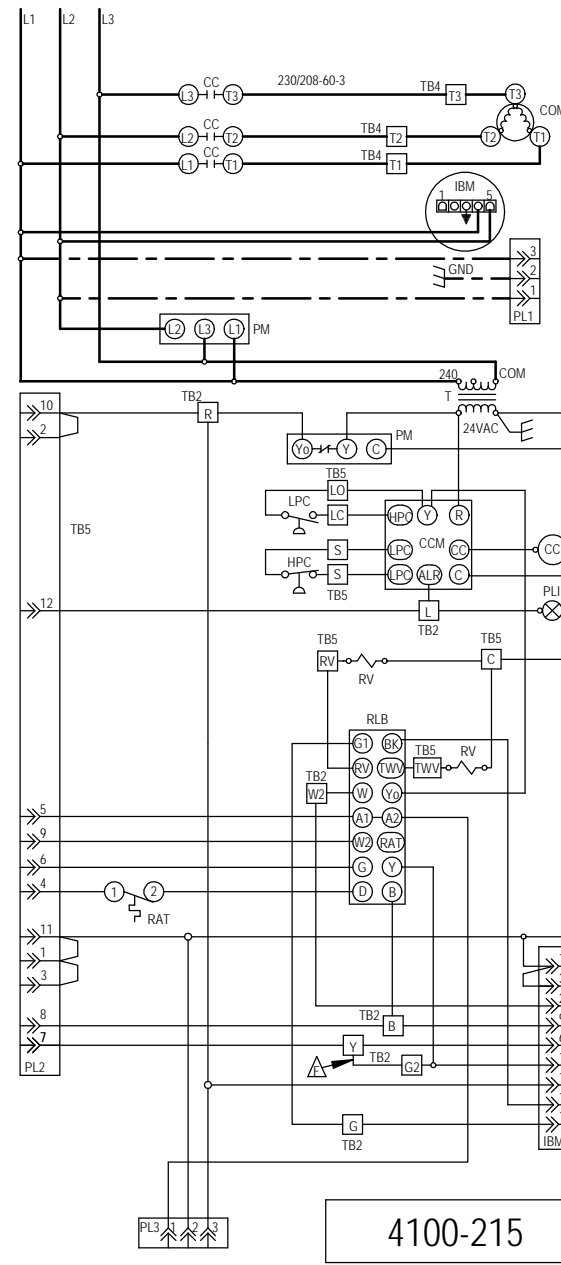 L1 L2 L3
L3 CC T3 230/208-60-3 TB4 T3 T3
L2 CC T2 TB4 T2 T2 T1
L1 CC T1 TB4 T1
IBM
1 5
3
GND 2
1
PL1
L2 L3 L1 PM
240 COM
T
24VAC
10 TB2
R
2
Yo Y C PM
TB5
TB5
LO
LPC LC HPC Y R
S LPC CCM CC CC
HPC S LPC ALR C
TB5
12 L
TB2
TB5 TB5
RV C
RV
RLB
G1 BK
RV TWV TB5 TWV RV
TB2
W2 W Yo
5 A1 A2
9 W2 RAT
6 G Y
4 1 2 D B
RAT
11
1
3
8 TB2 B
7 Y
TB2 G2
F
PL2
G
TB2
PL3 1 2 3
4100-215